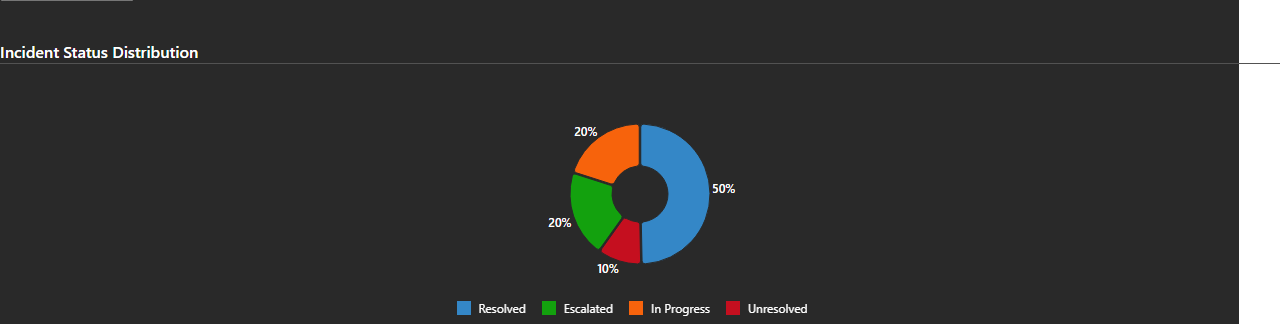 Incident Status Distribution
20%
50%
20%
10%
Resolved Escalated In Progress Unresolved